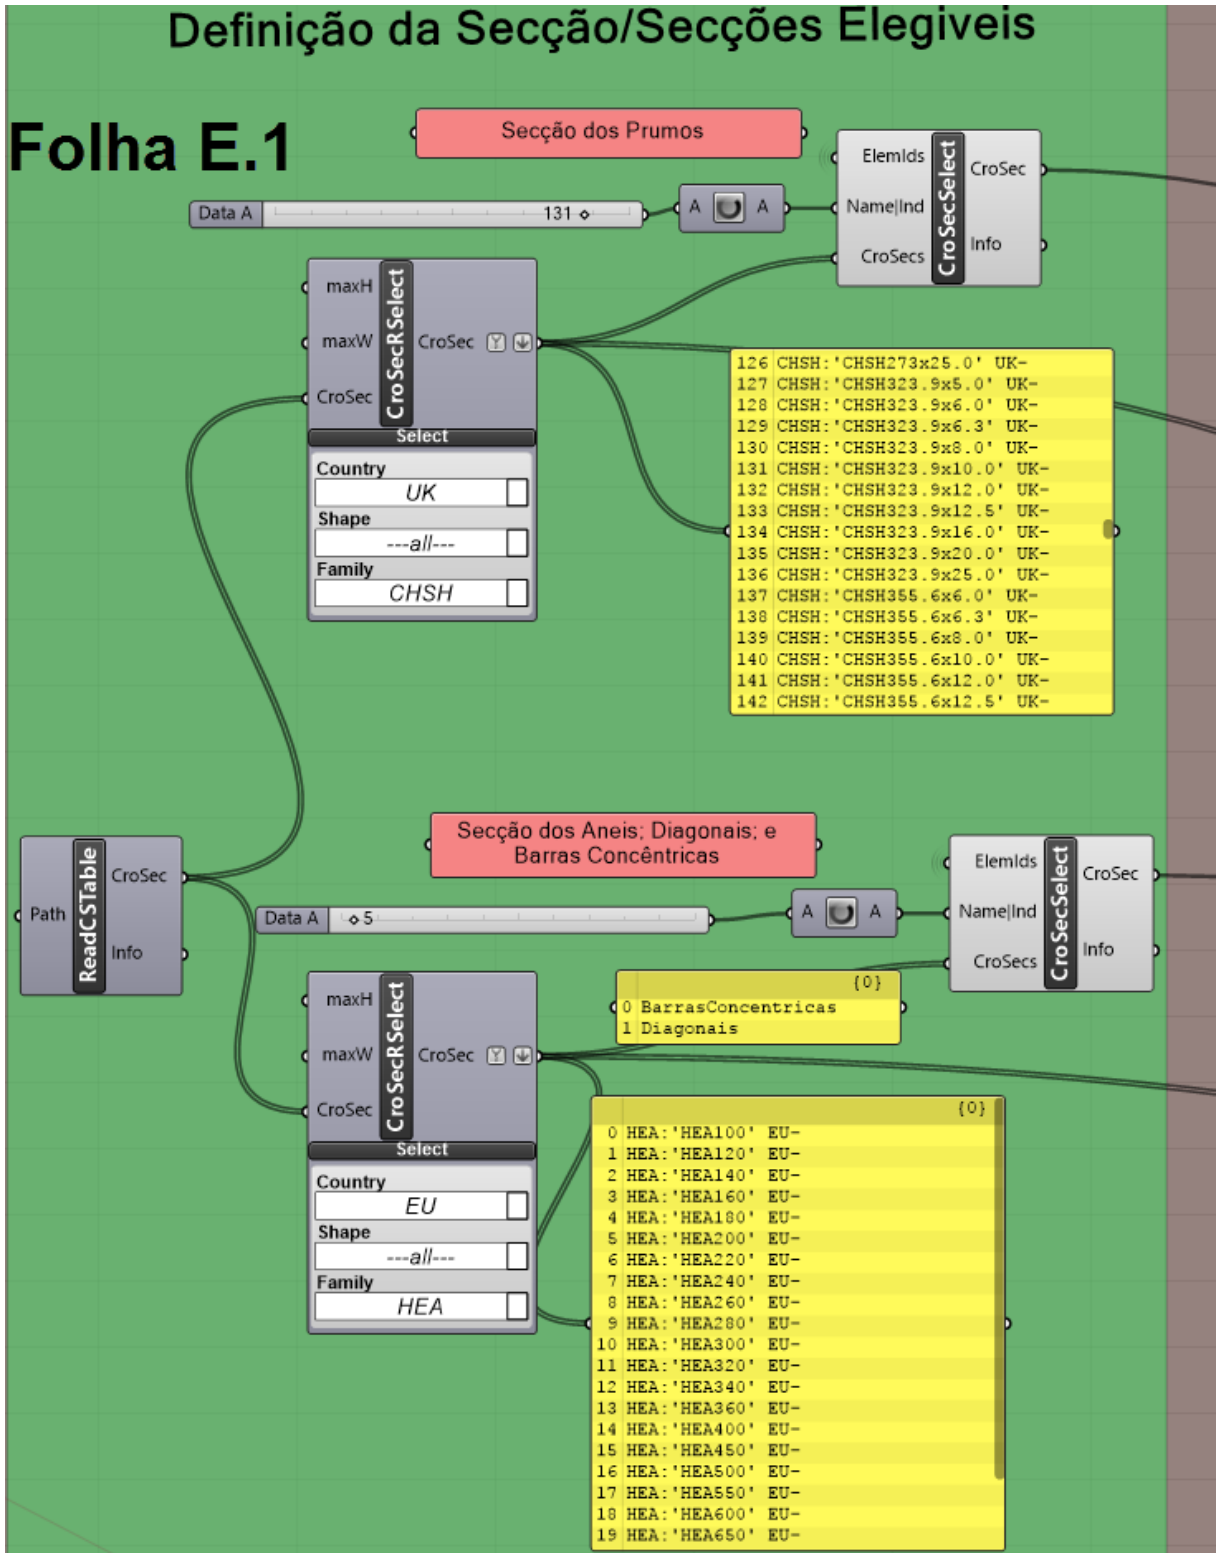 Definição da Secção/Secções Elegiveis
Folha E.1
Secção dos Prumos
ElemIds
Name|Ind
CroSecs
CroSecSelect
CroSec
Info
Data A
131
A
A
maxH
maxW
CroSec
CroSecRSelect
CroSec
Select
Country
UK
Shape
---all---
Family
CHSH
126 CHSH:'CHSH273x25.0' UK-
127 CHSH:'CHSH323.9x5.0' UK-
128 CHSH:'CHSH323.9x6.0' UK-
129 CHSH:'CHSH323.9x6.3' UK-
130 CHSH:'CHSH323.9x8.0' UK-
131 CHSH:'CHSH323.9x10.0' UK-
132 CHSH:'CHSH323.9x12.0' UK-
133 CHSH:'CHSH323.9x12.5' UK-
134 CHSH:'CHSH323.9x16.0' UK-
135 CHSH:'CHSH323.9x20.0' UK-
136 CHSH:'CHSH323.9x25.0' UK-
137 CHSH:'CHSH355.6x6.0' UK-
138 CHSH:'CHSH355.6x6.3' UK-
139 CHSH:'CHSH355.6x8.0' UK-
140 CHSH:'CHSH355.6x10.0' UK-
141 CHSH:'CHSH355.6x12.0' UK-
142 CHSH:'CHSH355.6x12.5' UK-
Secção dos Aneis; Diagonais; e
Barras Concêntricas
Path
ReadCSTable
CroSec
Info
Data A
5
A
A
ElemIds
Name|Ind
CroSecs
CroSecSelect
CroSec
Info
maxH
maxW
CroSec
CroSecRSelect
CroSec
Select
Country
EU
Shape
---all---
Family
HEA
{0}
0 BarrasConcentricas
1 Diagonais
{0}
0 HEA:'HEA100' EU-
1 HEA:'HEA120' EU-
2 HEA:'HEA140' EU-
3 HEA:'HEA160' EU-
4 HEA:'HEA180' EU-
5 HEA:'HEA200' EU-
6 HEA:'HEA220' EU-
7 HEA:'HEA240' EU-
8 HEA:'HEA260' EU-
9 HEA:'HEA280' EU-
10 HEA:'HEA300' EU-
11 HEA:'HEA320' EU-
12 HEA:'HEA340' EU-
13 HEA:'HEA360' EU-
14 HEA:'HEA400' EU-
15 HEA:'HEA450' EU-
16 HEA:'HEA500' EU-
17 HEA:'HEA550' EU-
18 HEA:'HEA600' EU-
19 HEA:'HEA650' EU-